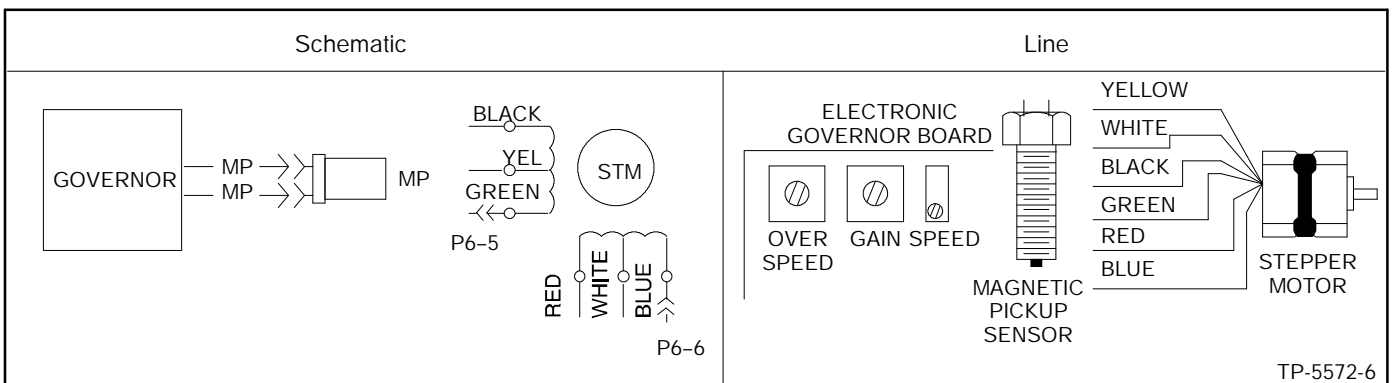 Schematic
Line
GOVERNOR
MP
MP
MP
BLACK
YEL
GREEN
P6–5
STM
RED
WHITE
BLUE
P6–6
ELECTRONIC
GOVERNOR BOARD
OVER
SPEED
GAIN
SPEED
MAGNETIC
PICKUP
SENSOR
YELLOW
WHITE
BLACK
GREEN
RED
BLUE
STEPPER
MOTOR
TP-5572-6